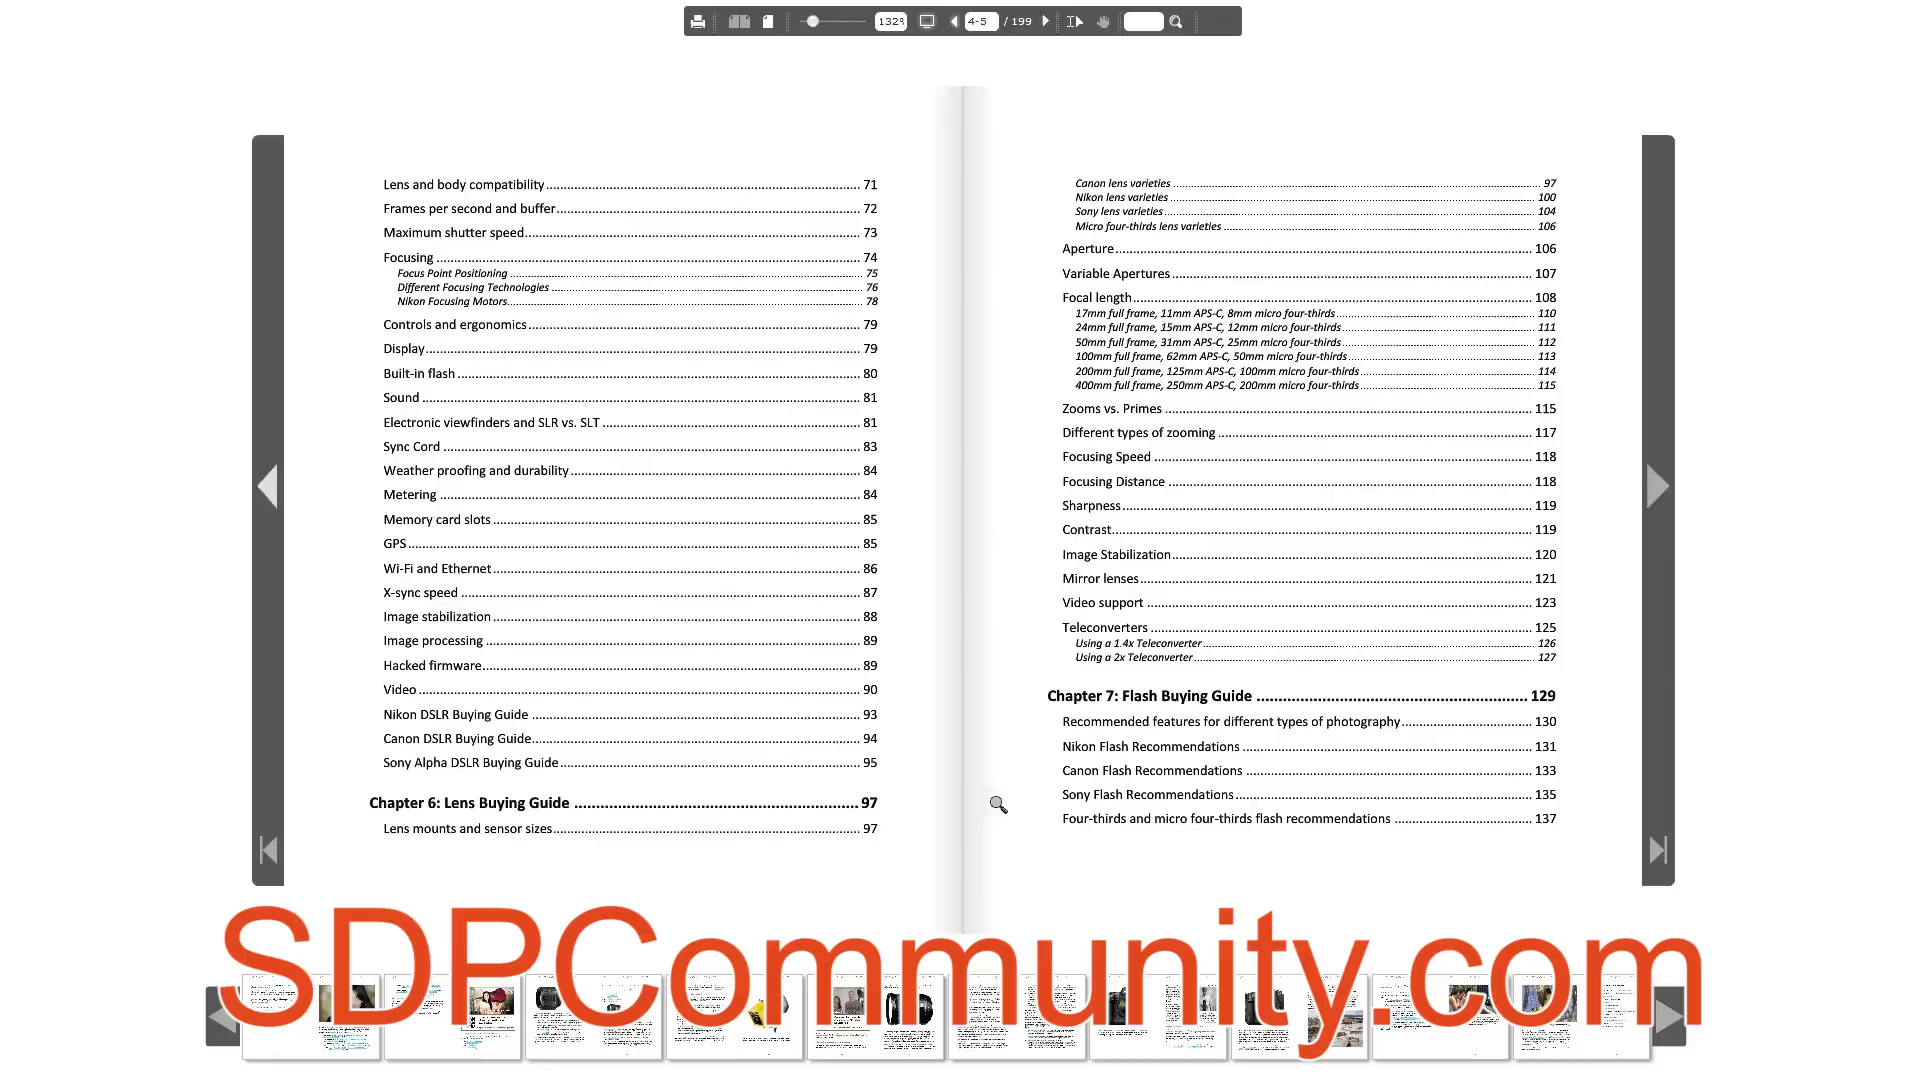 132%
4-5 / 199
Lens and body compatibility 71
Frames per second and buffer 72
Maximum shutter speed 73
Focusing 74
Focus Point Positioning 75
Different Focusing Technologies 76
Nikon Focusing Motors 78
Controls and ergonomics 79
Display 79
Built-in flash 80
Sound 81
Electronic viewfinders and SLR vs. SLT 81
Sync Cord 83
Weather proofing and durability 84
Metering 84
Memory card slots 85
GPS 85
Wi-Fi and Ethernet 86
X-sync speed 87
Image stabilization 88
Image processing 89
Hacked firmware 89
Video 90
Nikon DSLR Buying Guide 93
Canon DSLR Buying Guide 94
Sony Alpha DSLR Buying Guide 95
Chapter 6: Lens Buying Guide 97
Lens mounts and sensor sizes 97
Canon lens varieties 97
Nikon lens varieties 100
Sony lens varieties 104
Micro four-thirds lens varieties 106
Aperture 106
Variable Apertures 107
Focal length 108
17mm full frame, 11mm APS-C, 8mm micro four-thirds 110
24mm full frame, 15mm APS-C, 12mm micro four-thirds 111
50mm full frame, 31mm APS-C, 25mm micro four-thirds 112
100mm full frame, 62mm APS-C, 50mm micro four-thirds 113
200mm full frame, 125mm APS-C, 100mm micro four-thirds 114
400mm full frame, 250mm APS-C, 200mm micro four-thirds 115
Zooms vs. Primes 115
Different types of zooming 117
Focusing Speed 118
Focusing Distance 118
Sharpness 119
Contrast 119
Image Stabilization 120
Mirror lenses 121
Video support 123
Teleconverters 125
Using a 1.4x Teleconverter 126
Using a 2x Teleconverter 127
Chapter 7: Flash Buying Guide 129
Recommended features for different types of photography 130
Nikon Flash Recommendations 131
Canon Flash Recommendations 133
Sony Flash Recommendations 135
Four-thirds and micro four-thirds flash recommendations 137
SDPCommunity.com